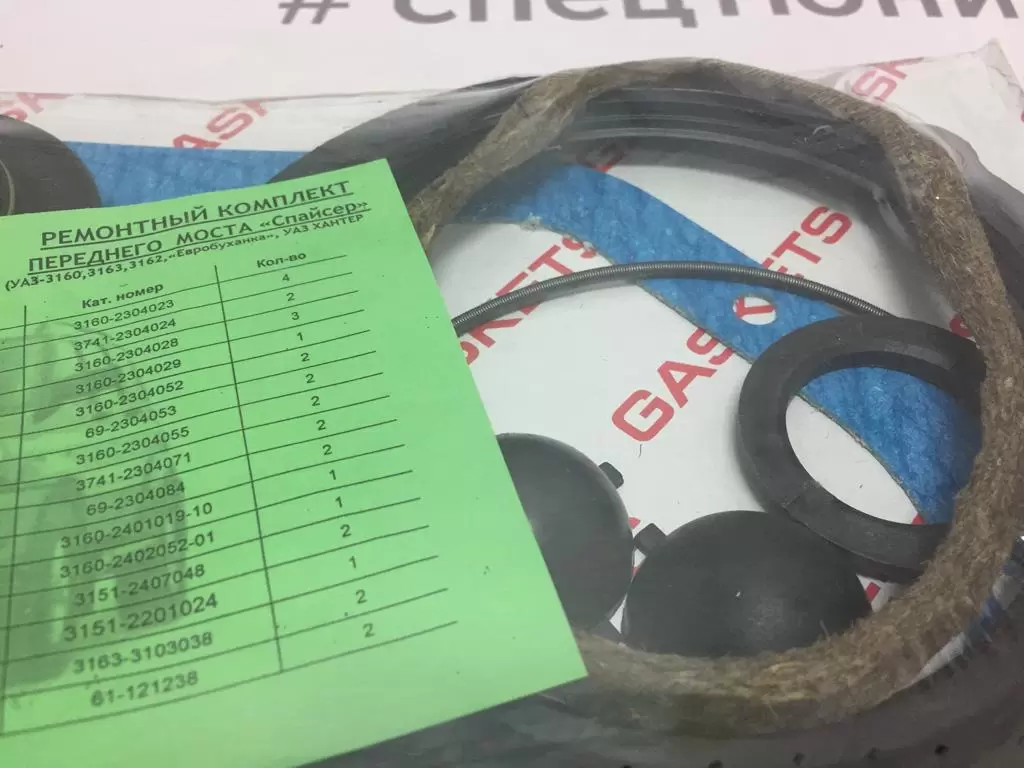 # СПЕЦТЮНИ
GASKETS
GASKETS
GASKETS
РЕМОНТНЫЙ КОМПЛЕКТ
ПЕРЕДНЕГО МОСТА «Спайсер»
(УАЗ-3160,3163,3162,«Евробуханка», УАЗ ХАНТЕР
Кат. номер Кол-во
3160-2304023 4
3741-2304024 2
3160-2304028 3
3160-2304029 1
3160-2304052 2
69-2304053 2
3160-2304055 2
3741-2304071 2
69-2304084 2
3160-2401019-10 1
3160-2402052-01 1
3151-2407048 2
3151-2201024 1
3163-3103038 2
61-121238 2